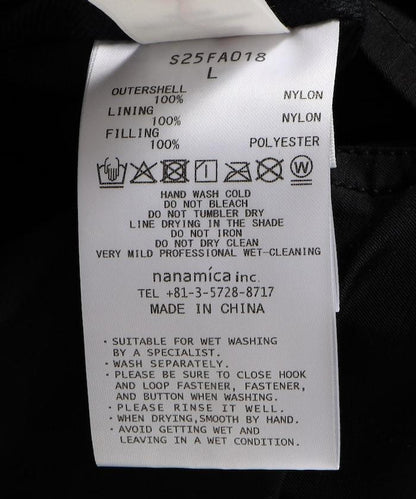 S25FA018
L
OUTERSHELL
100% NYLON
LINING
100% NYLON
FILLING
100% POLYESTER
W
HAND WASH COLD
DO NOT BLEACH
DO NOT TUMBLER DRY
LINE DRYING IN THE SHADE
DO NOT IRON
DO NOT DRY CLEAN
VERY MILD PROFESSIONAL WET-CLEANING
nanamica inc.
TEL +81-3-5728-8717
MADE IN CHINA
・SUITABLE FOR WET WASHING
BY A SPECIALIST.
・WASH SEPARATELY.
・PLEASE BE SURE TO CLOSE HOOK
AND LOOP FASTENER, FASTENER,
AND BUTTON WHEN WASHING.
・PLEASE RINSE IT WELL.
・WHEN DRYING,SMOOTH BY HAND.
・AVOID GETTING WET AND
LEAVING IN A WET CONDITION.